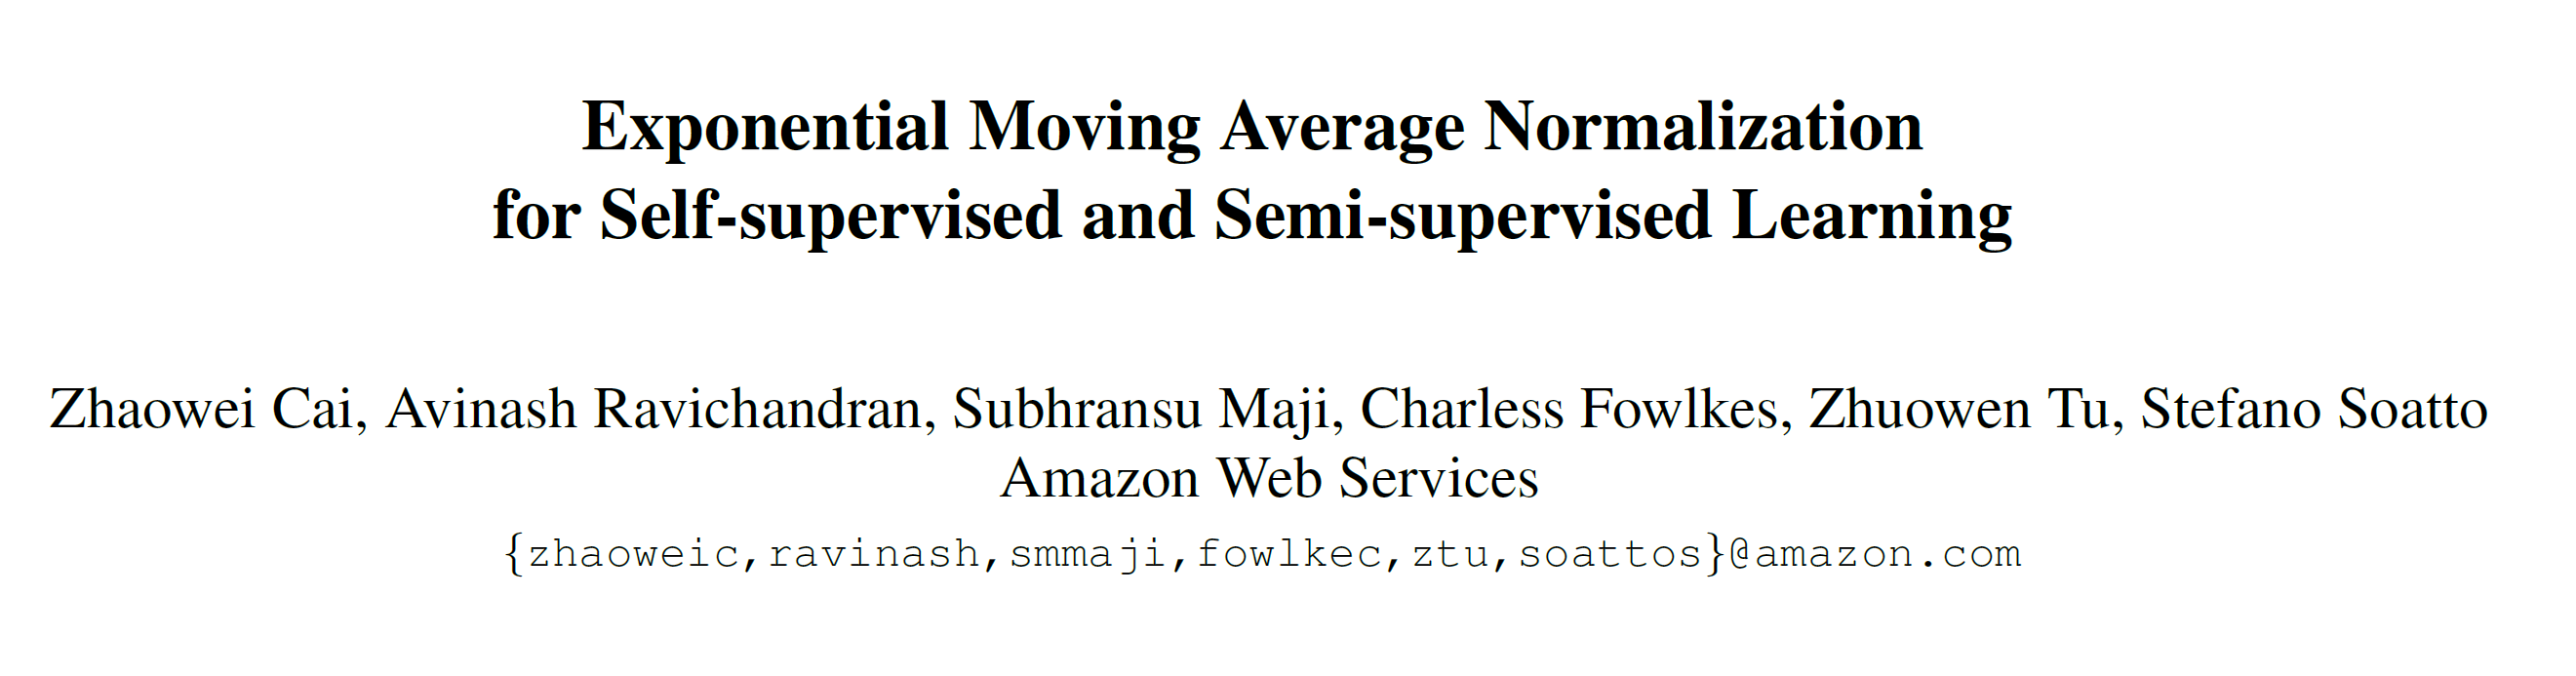 Exponential Moving Average Normalization
for Self-supervised and Semi-supervised Learning
Zhaowei Cai, Avinash Ravichandran, Subhransu Maji, Charless Fowlkes, Zhuowen Tu, Stefano Soatto
Amazon Web Services
{zhaoweic,ravinash,smmaji,fowlkec,ztu,soattos}@amazon.com